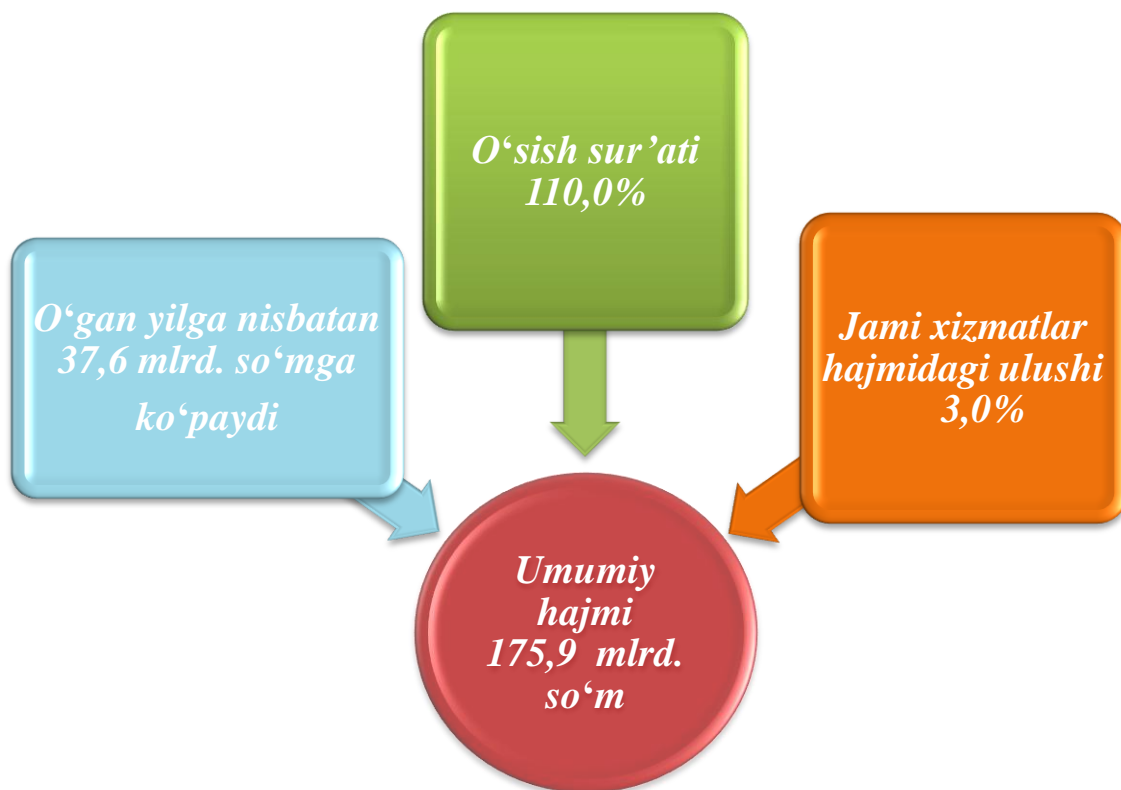 O‘sish sur’ati
110,0%
O‘gan yilga nisbatan
37,6 mlrd. so‘mga
ko‘paydi
Jami xizmatlar
hajmidagi ulushi
3,0%
Umumiy
hajmi
175,9 mlrd.
so‘m